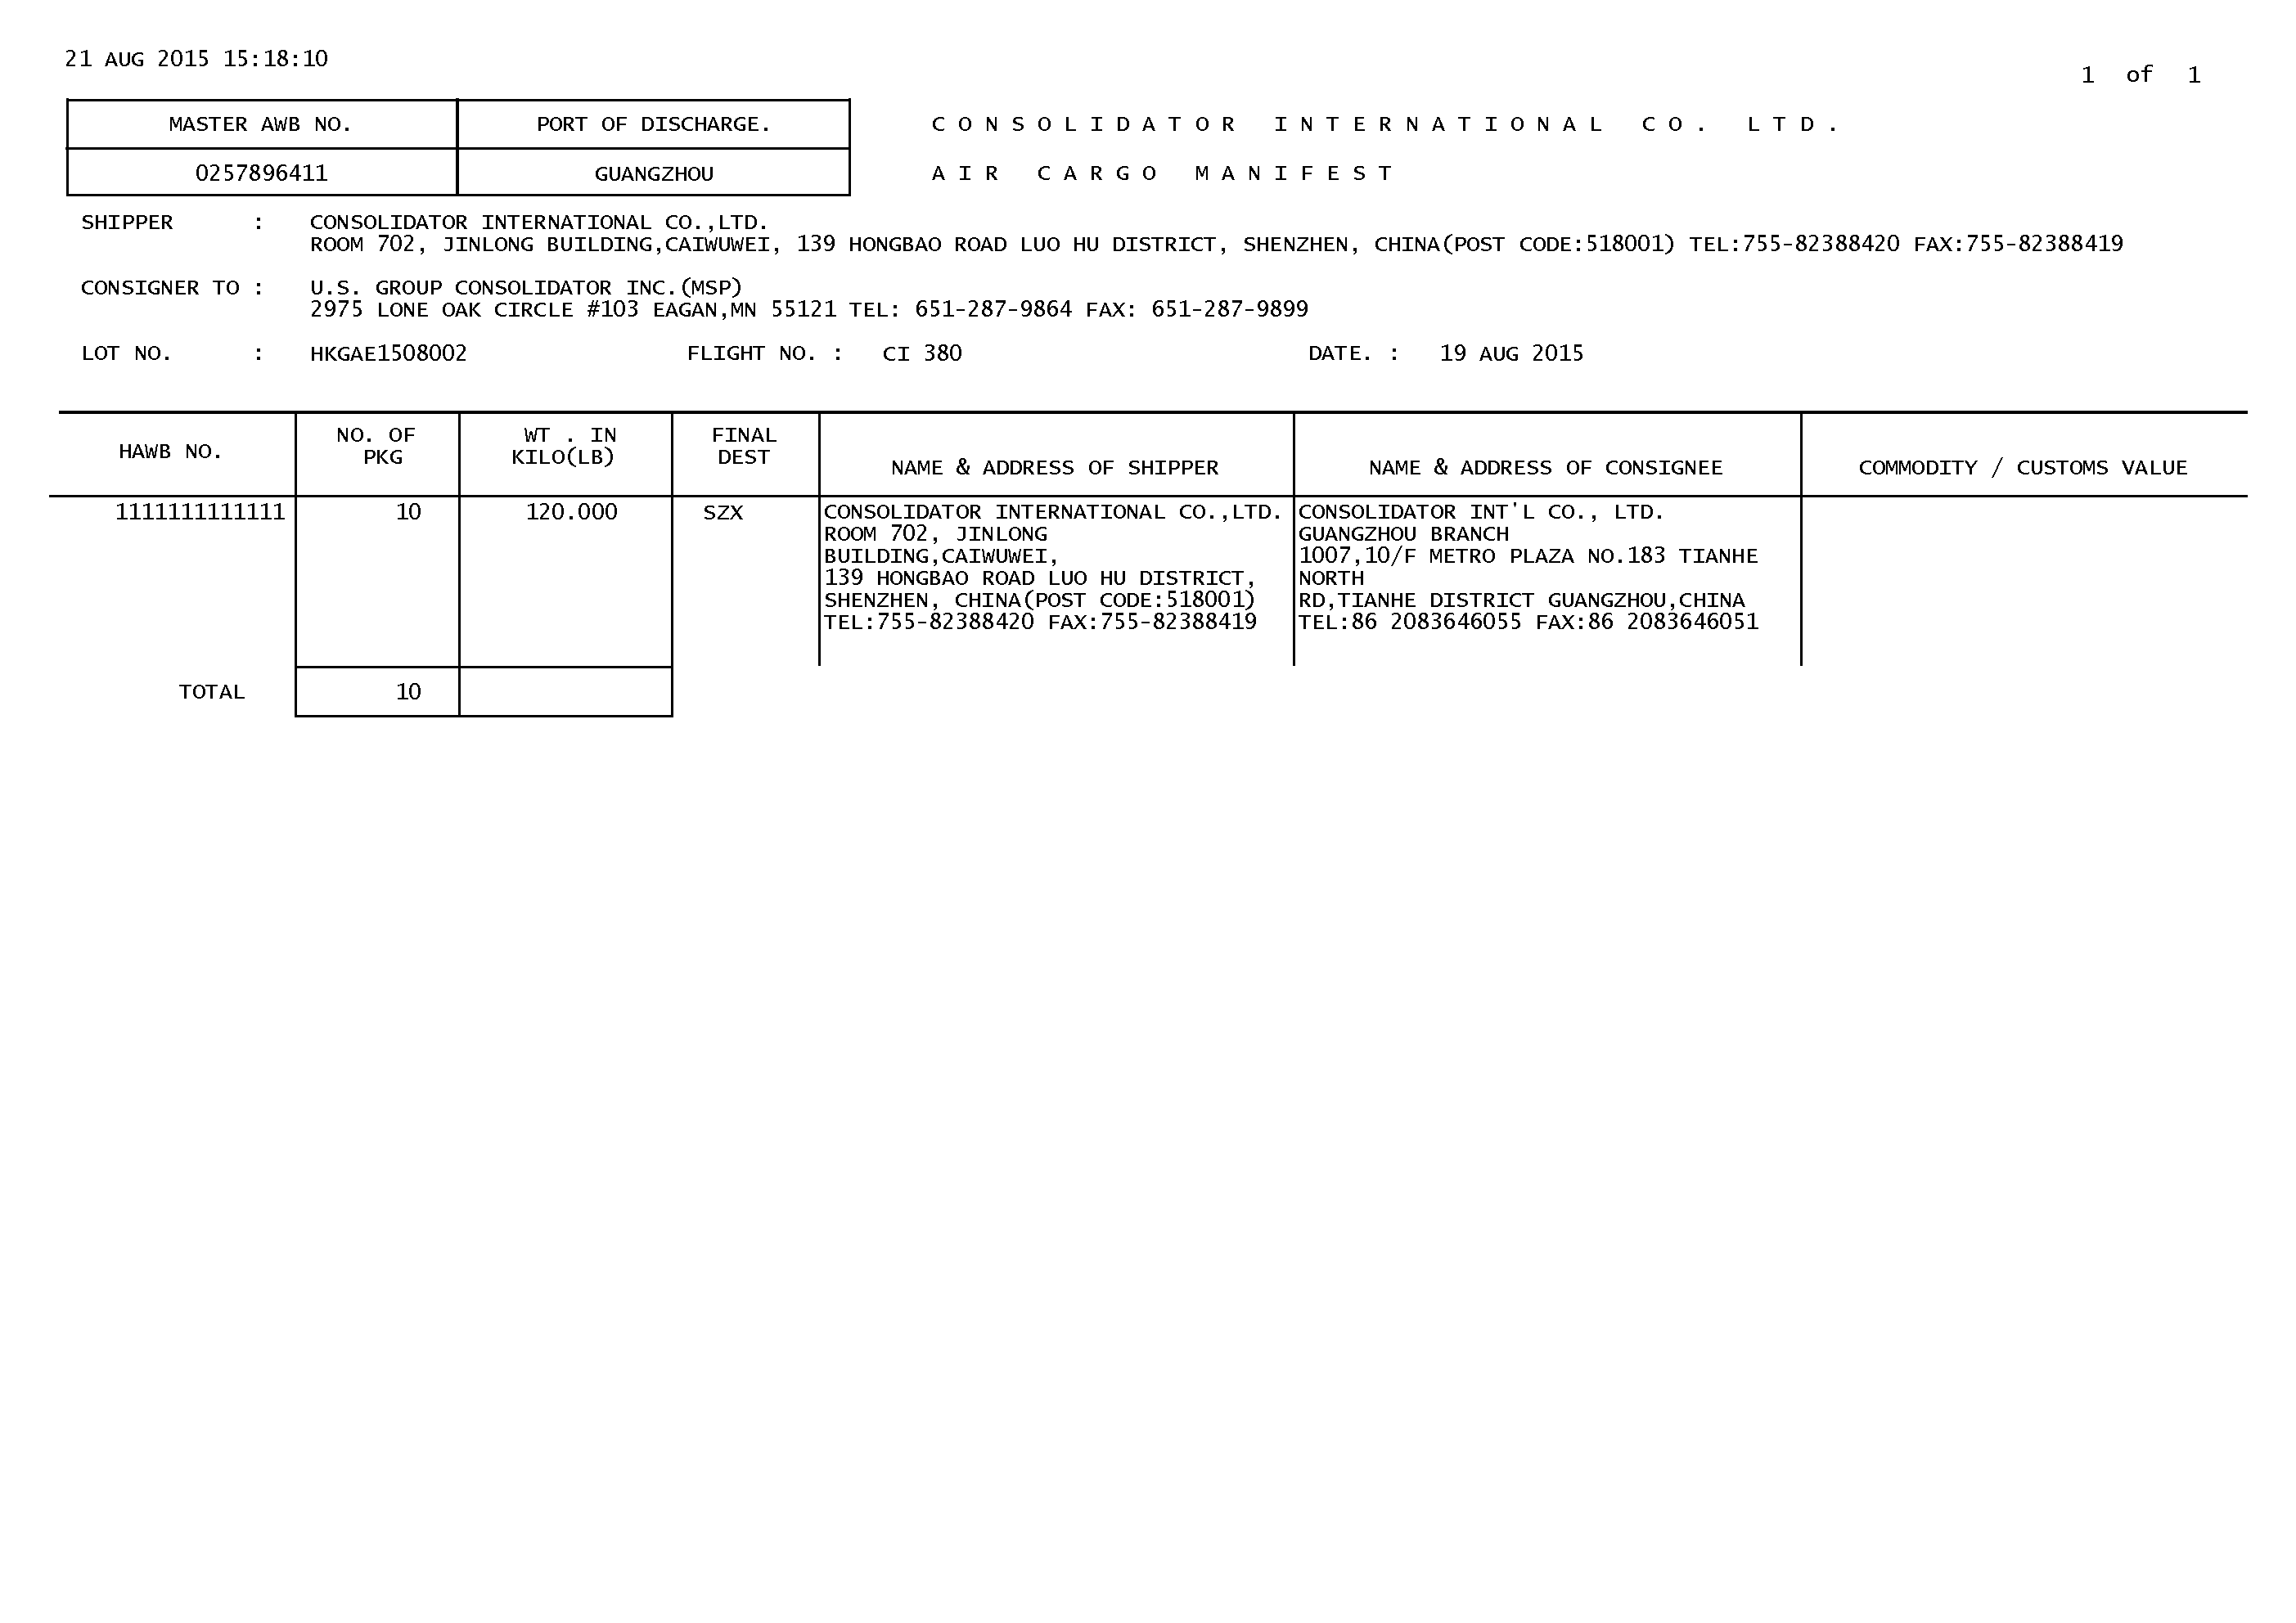 21 AUG 2015 15:18:10
1 of 1
MASTER AWB NO. PORT OF DISCHARGE.
0257896411 GUANGZHOU
CONSOLIDATOR INTERNATIONAL CO. LTD.
AIR CARGO MANIFEST
SHIPPER : CONSOLIDATOR INTERNATIONAL CO.,LTD.
ROOM 702, JINLONG BUILDING,CAIWUWEI, 139 HONGBAO ROAD LUO HU DISTRICT, SHENZHEN, CHINA(POST CODE:518001) TEL:755-82388420 FAX:755-82388419
CONSIGNER TO : U.S. GROUP CONSOLIDATOR INC.(MSP)
2975 LONE OAK CIRCLE #103 EAGAN,MN 55121 TEL: 651-287-9864 FAX: 651-287-9899
LOT NO. : HKGAE1508002 FLIGHT NO. : CI 380 DATE. : 19 AUG 2015
HAWB NO.
NO. OF
PKG
WT . IN
KILO(LB)
FINAL
DEST
NAME & ADDRESS OF SHIPPER
NAME & ADDRESS OF CONSIGNEE
COMMODITY / CUSTOMS VALUE
1111111111111 10 120.000 SZX
CONSOLIDATOR INTERNATIONAL CO.,LTD.
ROOM 702, JINLONG
BUILDING,CAIWUWEI,
139 HONGBAO ROAD LUO HU DISTRICT,
SHENZHEN, CHINA(POST CODE:518001)
TEL:755-82388420 FAX:755-82388419
CONSOLIDATOR INT'L CO., LTD.
GUANGZHOU BRANCH
1007,10/F METRO PLAZA NO.183 TIANHE
NORTH
RD,TIANHE DISTRICT GUANGZHOU,CHINA
TEL:86 2083646055 FAX:86 2083646051
TOTAL 10